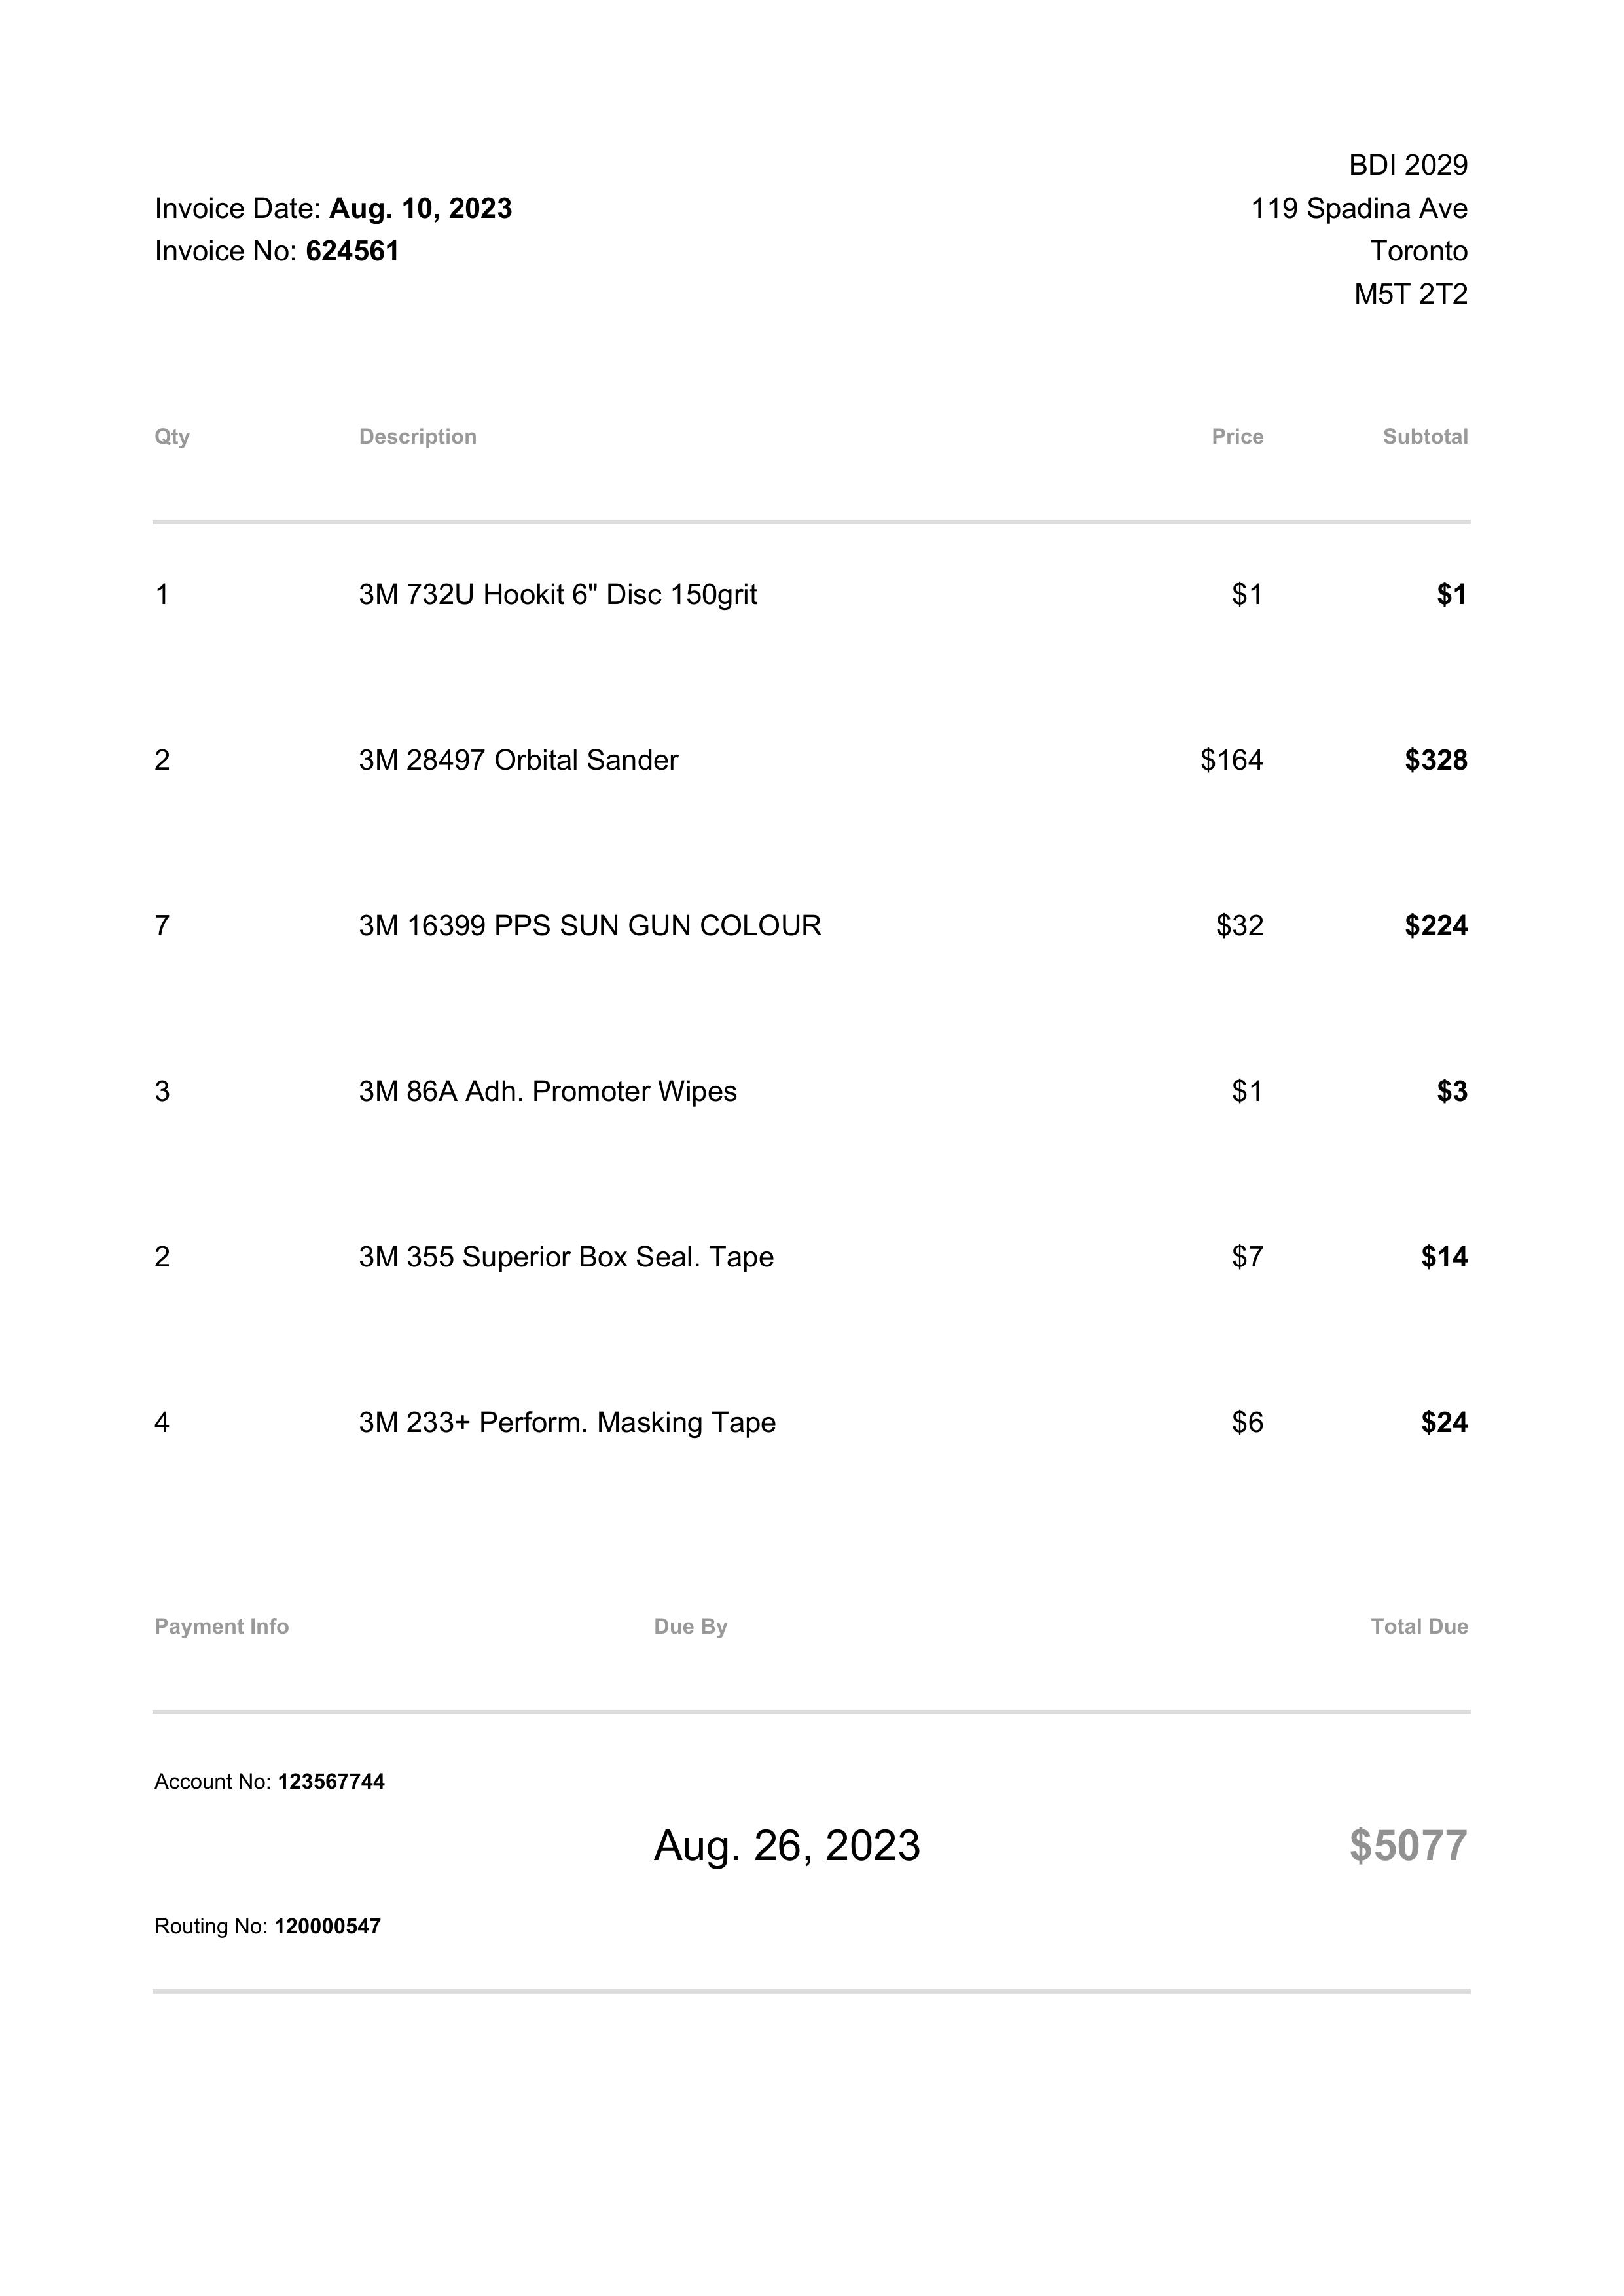 BDI 2029
Invoice Date: Aug. 10, 2023 119 Spadina Ave
Invoice No: 624561 Toronto
M5T 2T2
Qty Description Price Subtotal
1 3M 732U Hookit 6" Disc 150grit $1 $1
2 3M 28497 Orbital Sander $164 $328
7 3M 16399 PPS SUN GUN COLOUR $32 $224
3 3M 86A Adh. Promoter Wipes $1 $3
2 3M 355 Superior Box Seal. Tape $7 $14
4 3M 233+ Perform. Masking Tape $6 $24
Payment Info Due By Total Due
Account No: 123567744
Aug. 26, 2023 $5077
Routing No: 120000547